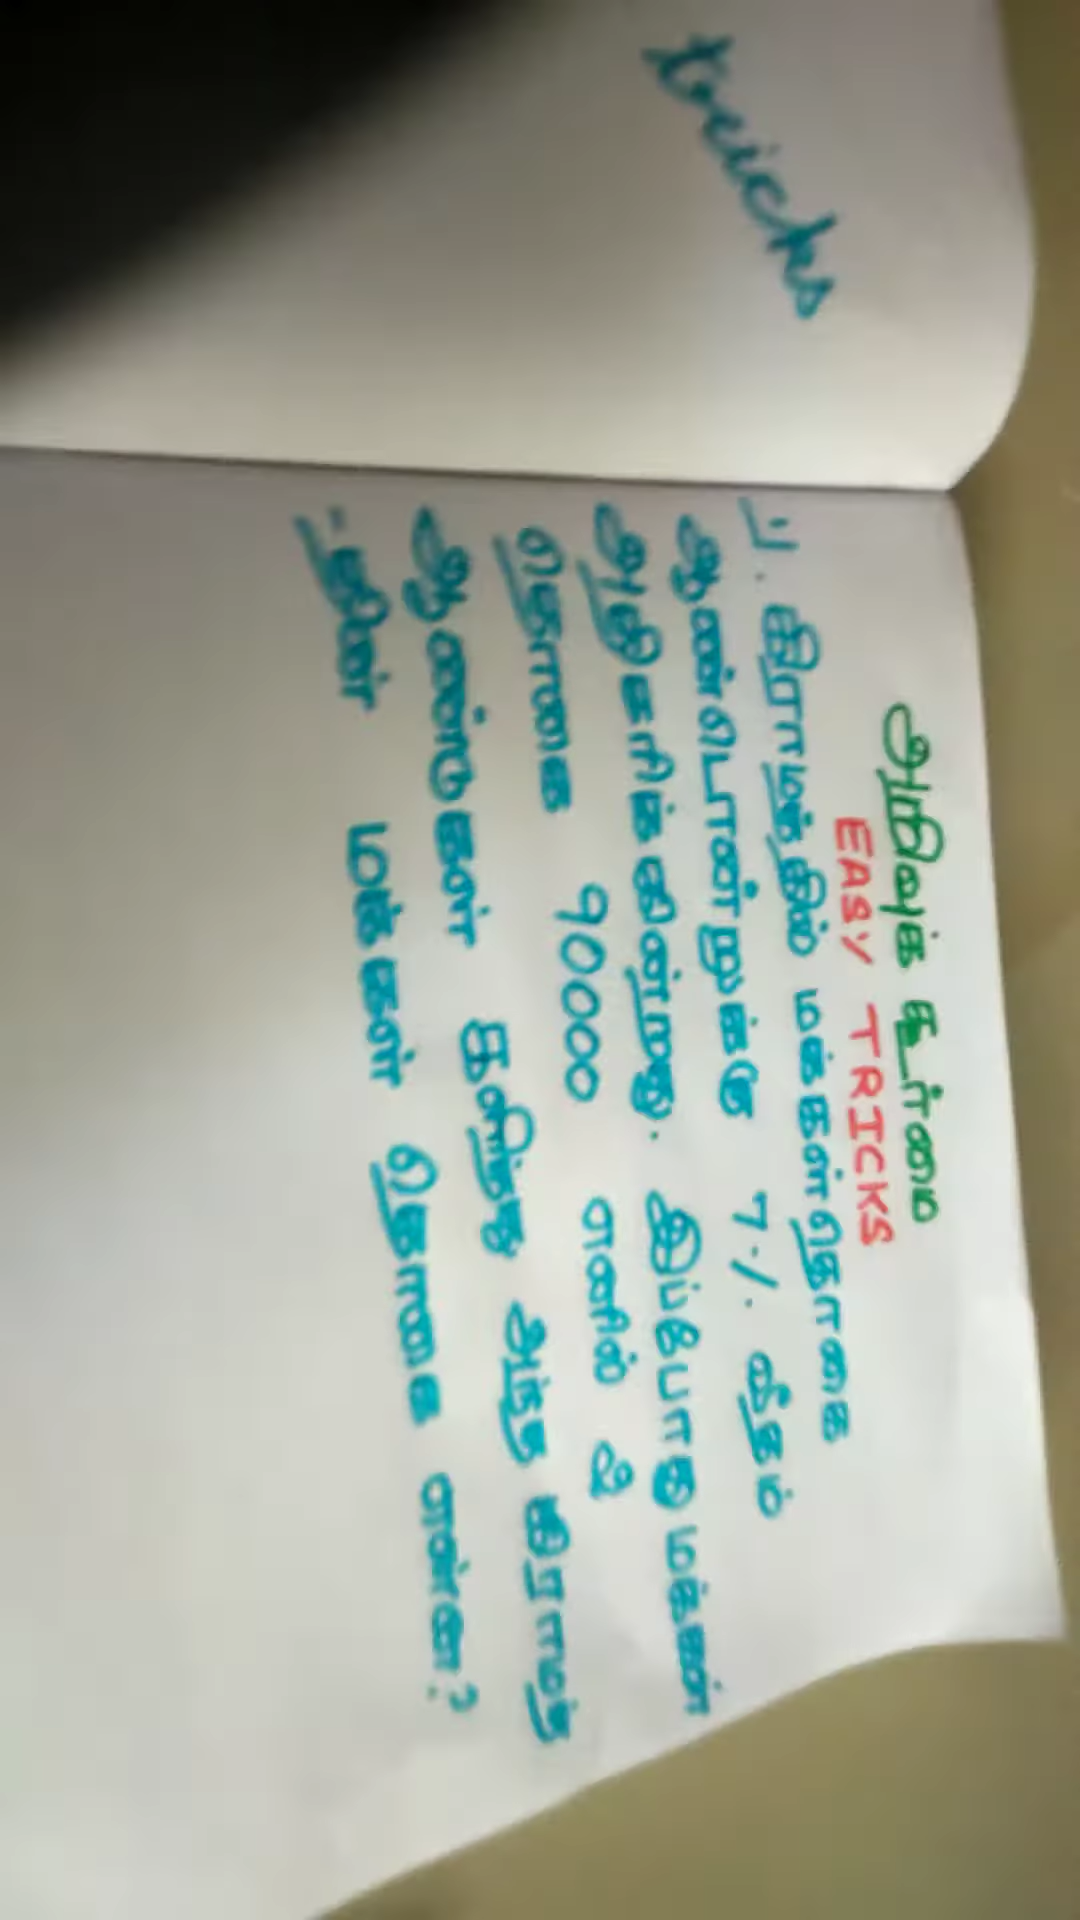 tricks
அறிவுக் கூர்மை
EASY TRICKS
1. கிராமத்தில் மக்கள்தொகை
ஆண்டொன்றுக்கு 7% வீதம்
அதிகரிக்கின்றது. இப்போது மக்கள்
தொகை 90000 எனில் 2
ஆண்டுகள் கழித்து அந்த கிராமத்
தின் மக்கள் தொகை என்ன?